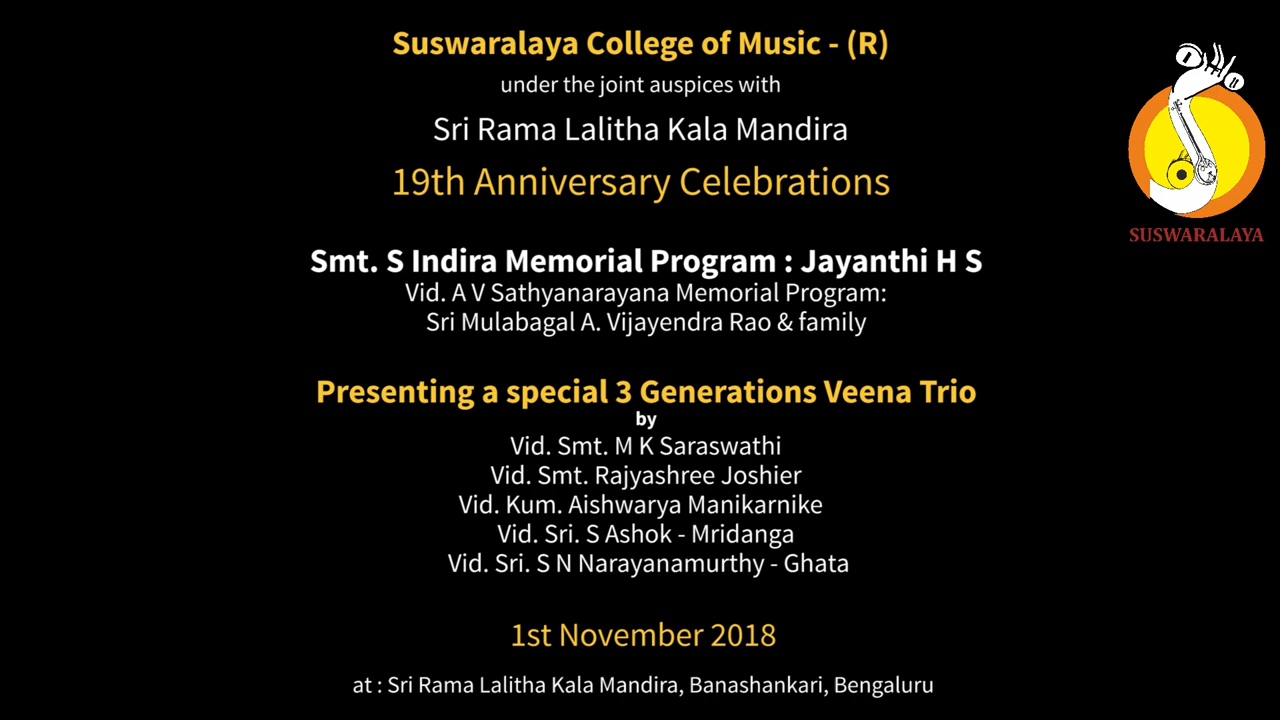 Suswaralaya College of Music - (R)
under the joint auspices with
Sri Rama Lalitha Kala Mandira
19th Anniversary Celebrations
SUSWARALAYA
Smt. S Indira Memorial Program : Jayanthi H S
Vid. A V Sathyanarayana Memorial Program:
Sri Mulabagal A. Vijayendra Rao & family
Presenting a special 3 Generations Veena Trio
by
Vid. Smt. M K Saraswathi
Vid. Smt. Rajyashree Joshier
Vid. Kum. Aishwarya Manikarnike
Vid. Sri. S Ashok - Mridanga
Vid. Sri. S N Narayanamurthy - Ghata
1st November 2018
at : Sri Rama Lalitha Kala Mandira, Banashankari, Bengaluru